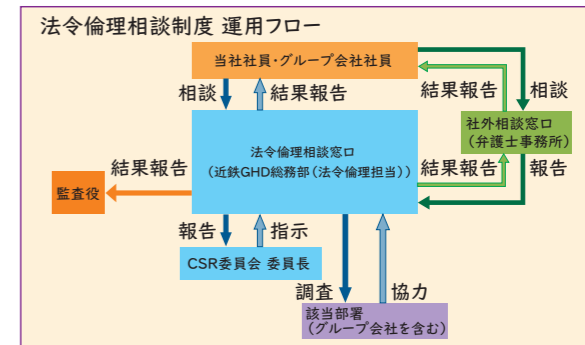 法令倫理相談制度 運用フロー
当社社員・グループ会社社員
相談
結果報告
結果報告
相談
社外相談窓口
(弁護士事務所)
法令倫理相談窓口
(近鉄GHD総務部(法令倫理担当))
結果報告
結果報告
報告
監査役
報告
指示
CSR委員会 委員長
調査
協力
該当部署
(グループ会社を含む)